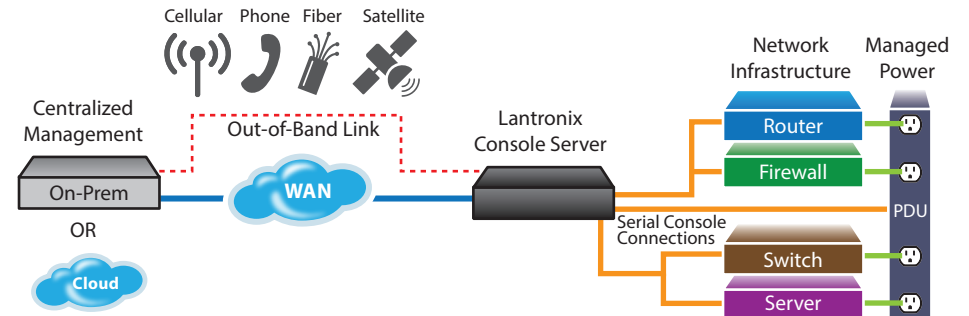 Cellular Phone Fiber Satellite
Network
Infrastructure
Managed
Power
Centralized
Management
Out-of-Band Link
Lantronix
Console Server
Router
On-Prem
WAN
Firewall
OR
Serial Console
Connections
PDU
Cloud
Switch
Server